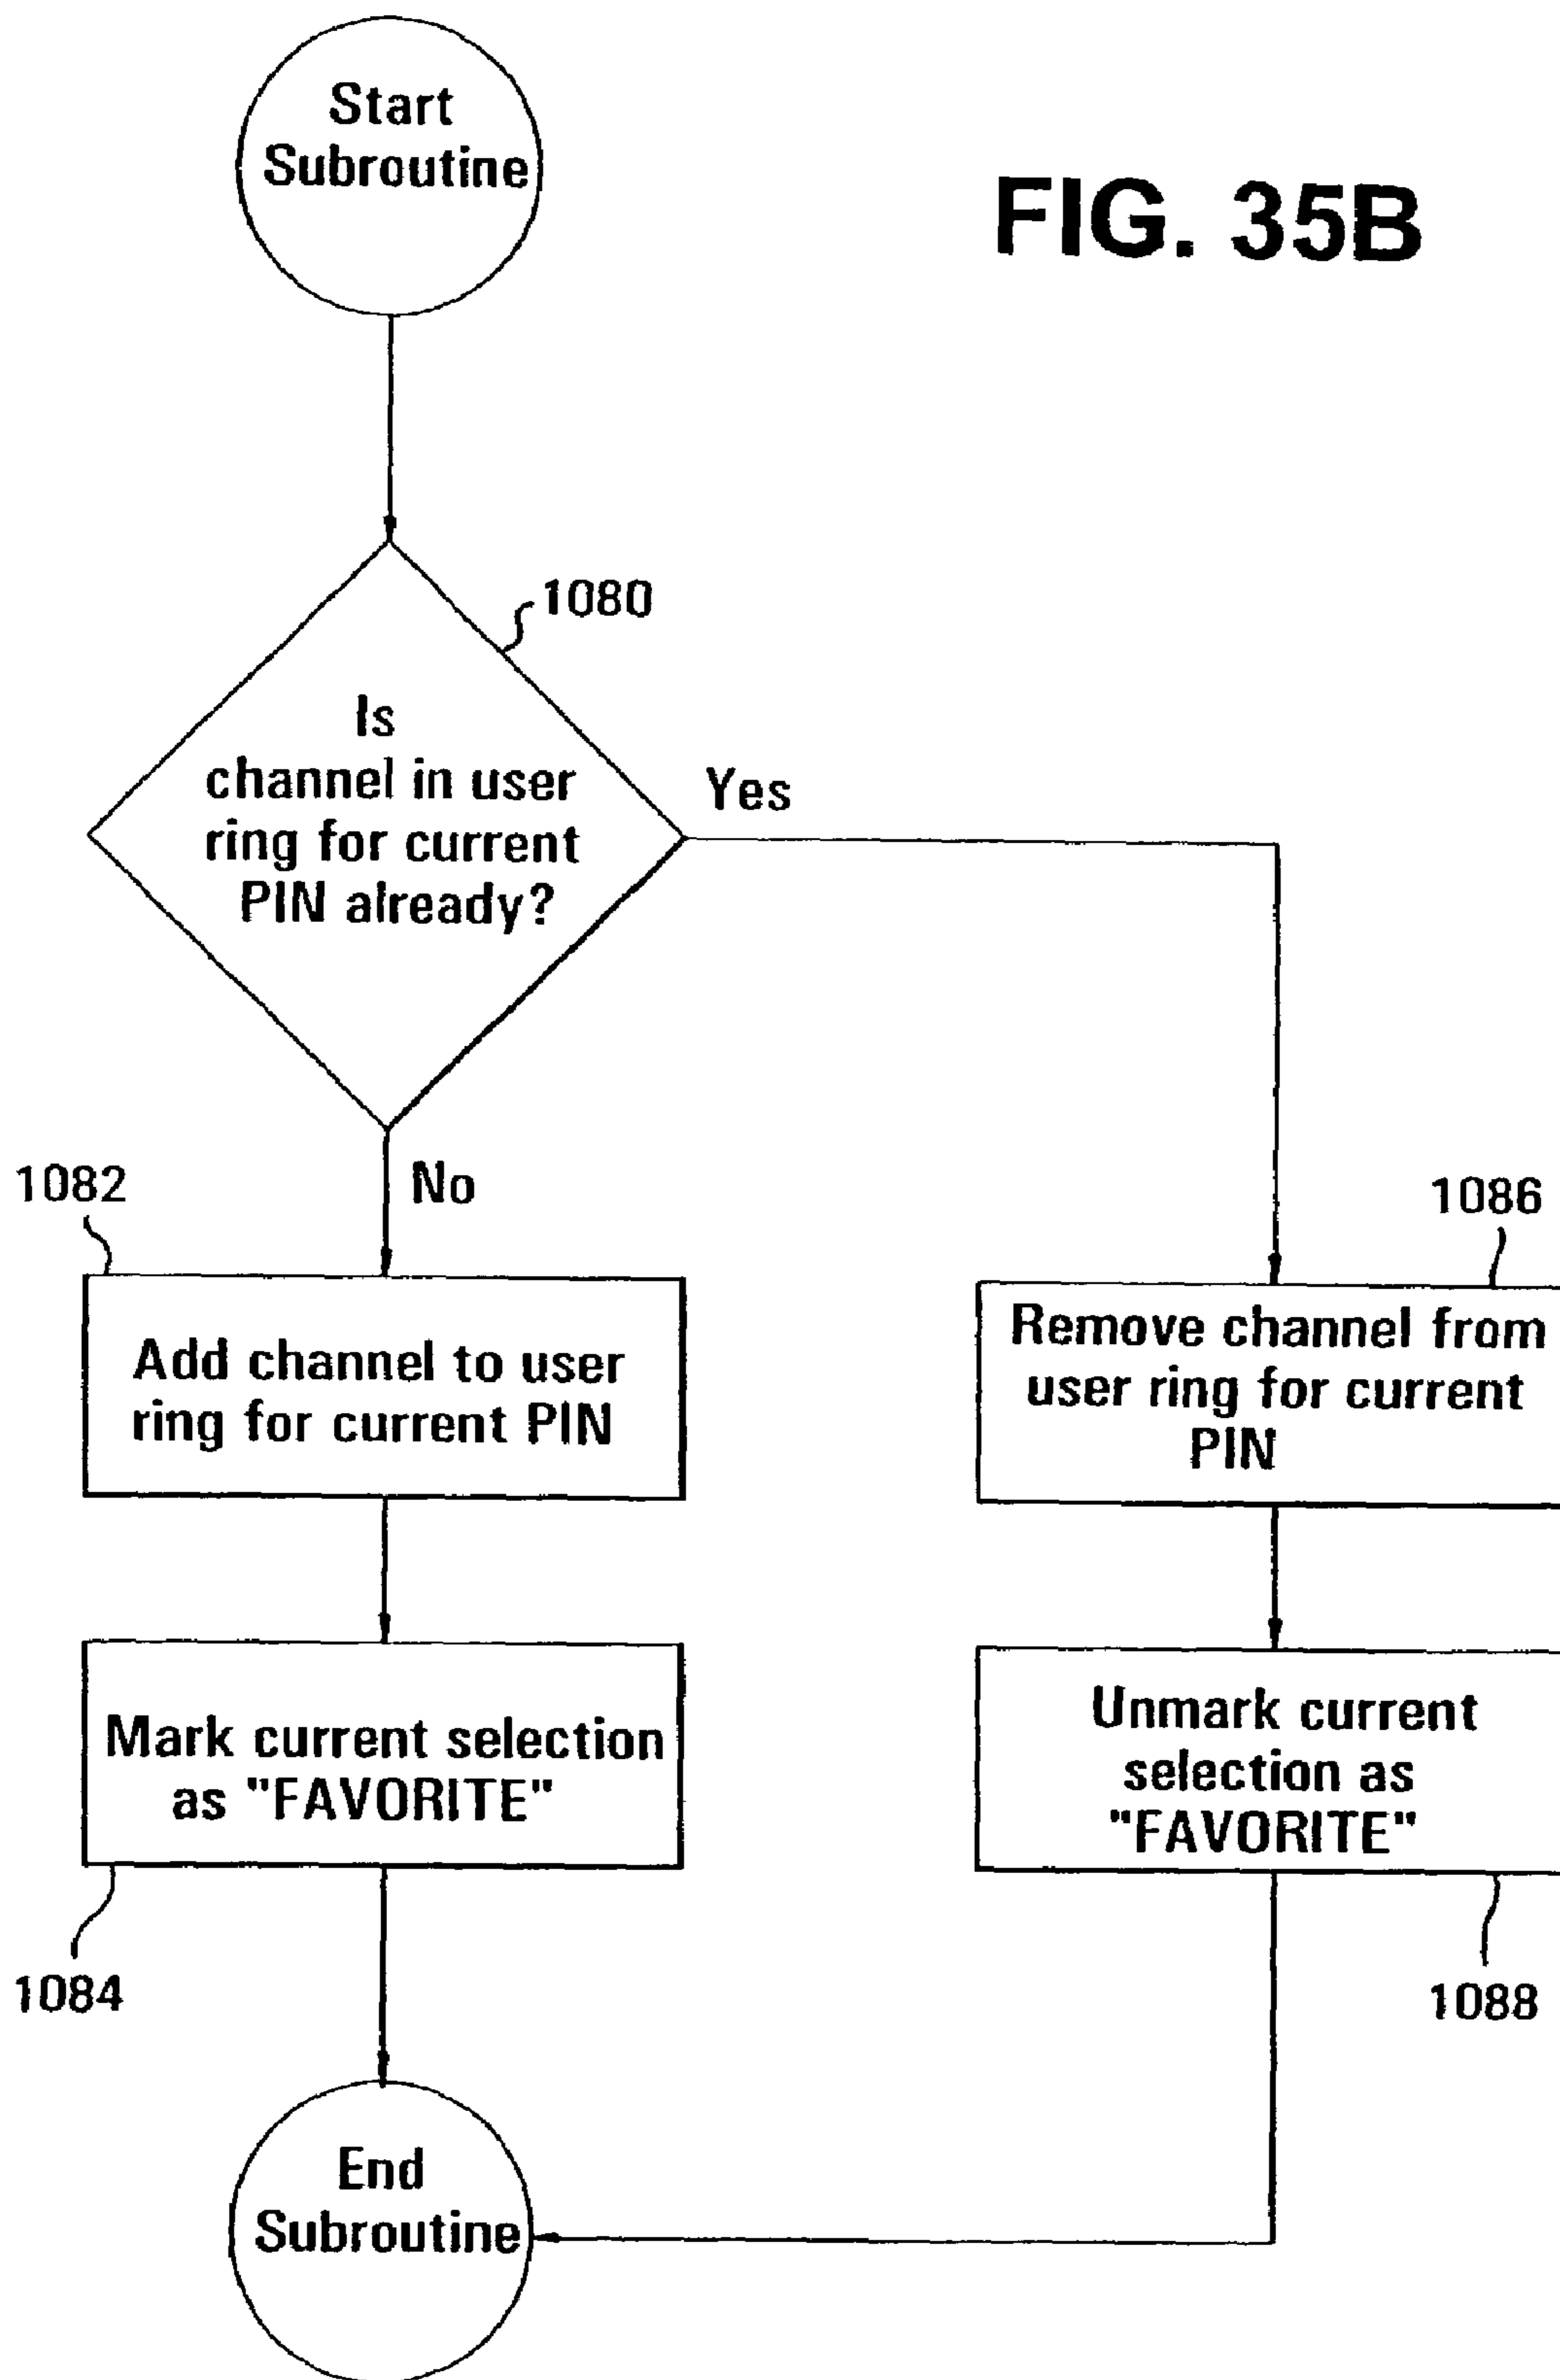 Start
Subroutine
FIG. 35B
1080
Is
channel in user
ring for current
PIN already?
Yes
No
1082
Add channel to user
ring for current PIN
1086
Remove channel from
user ring for current
PIN
Mark current selection
as "FAVORITE"
1084
Unmark current
selection as
"FAVORITE"
1088
End
Subroutine